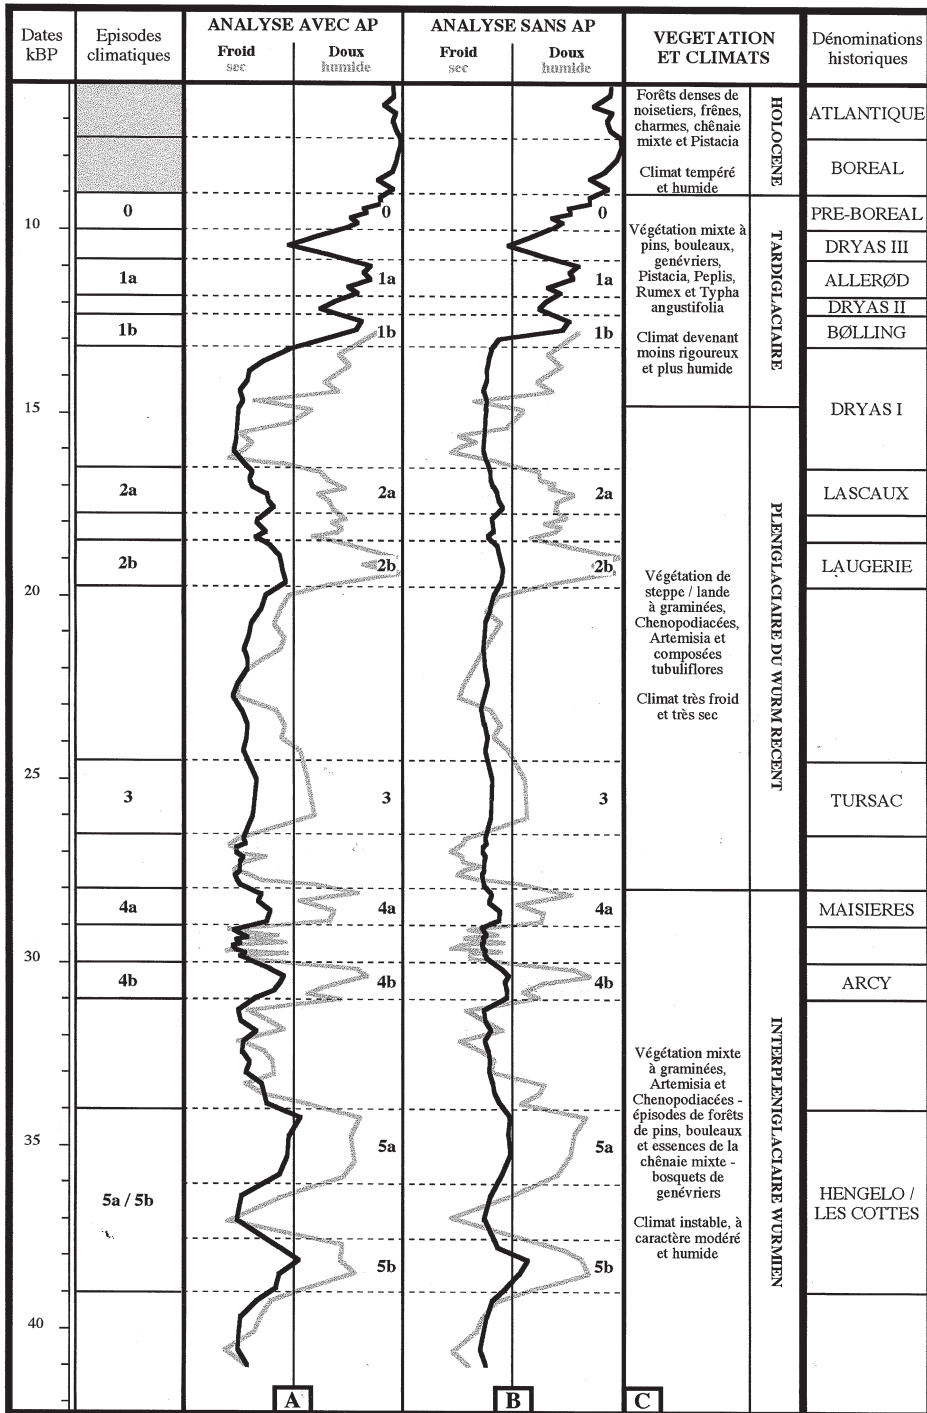 Dates
kBP
Episodes
climatiques
ANALYSE AVEC AP
Froid
sec
Doux
humide
ANALYSE SANS AP
Froid
sec
Doux
humide
VEGETATION
ET CLIMATS
Dénominations
historiques
10
15
20
25
30
35
40
0
1a
1b
2a
2b
3
4a
4b
5a / 5b
0
1a
1b
2a
2b
3
4a
4b
5a
5b
A
0
1a
1b
2a
2b
3
4a
4b
5a
5b
B
Forêts denses de
noisetiers, frênes,
charmes, chênaie
mixte et Pistacia
Climat tempéré
et humide
Végétation mixte à
pins, bouleaux,
genévriers,
Pistacia, Peplis,
Rumex et Typha
angustifolia
Climat devenant
moins rigoureux
et plus humide
Végétation de
steppe / lande
à graminées,
Chenopodiacées,
Artemisia et
composées
tubuliflores
Climat très froid
et très sec
Végétation mixte
à graminées,
Artemisia et
Chenopodiacées -
épisodes de forêts
de pins, bouleaux
et essences de la
chênaie mixte -
bosquets de
genévriers
Climat instable, à
caractère modéré
et humide
C
HOLOCENE
TARDIGLACIAIRE
PLENIGLACIAIRE DU WURM RECENT
INTERPLENIGLACIAIRE WURMIEN
ATLANTIQUE
BOREAL
PRE-BOREAL
DRYAS III
ALLERØD
DRYAS II
BØLLING
DRYAS I
LASCAUX
LAUGERIE
TURSAC
MAISIERES
ARCY
HENGELO /
LES COTTES